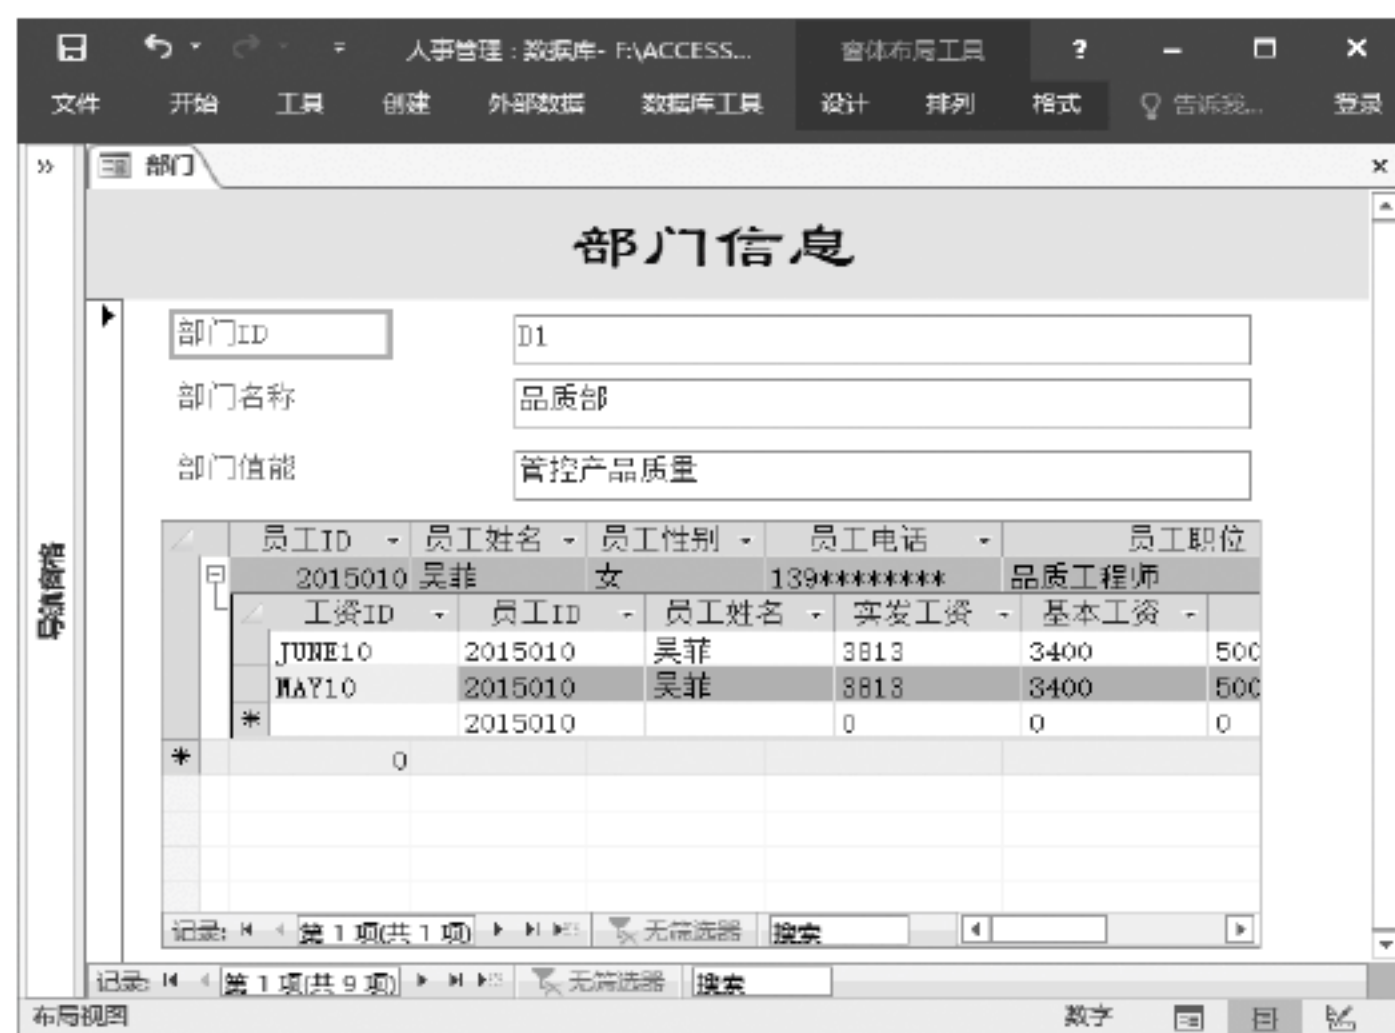 人事管理 : 数据库- F:\ACCESS... 窗体布局工具 ?
文件 开始 工具 创建 外部数据 数据库工具 设计 排列 格式 告诉我... 登录
» 部门
部门信息
部门ID D1
部门名称 品质部
部门值能 管控产品质量
导航窗格
员工ID 员工姓名 员工性别 员工电话 员工职位
2015010 吴菲 女 139******** 品质工程师
工资ID 员工ID 员工姓名 实发工资 基本工资
JUNE10 2015010 吴菲 3813 3400 500
MAY10 2015010 吴菲 3813 3400 500
* 2015010 0 0 0
* 0
记录: 第 1 项(共 1 项) 无筛选器 搜索
记录: 第 1 项(共 9 项) 无筛选器 搜索
布局视图 数字